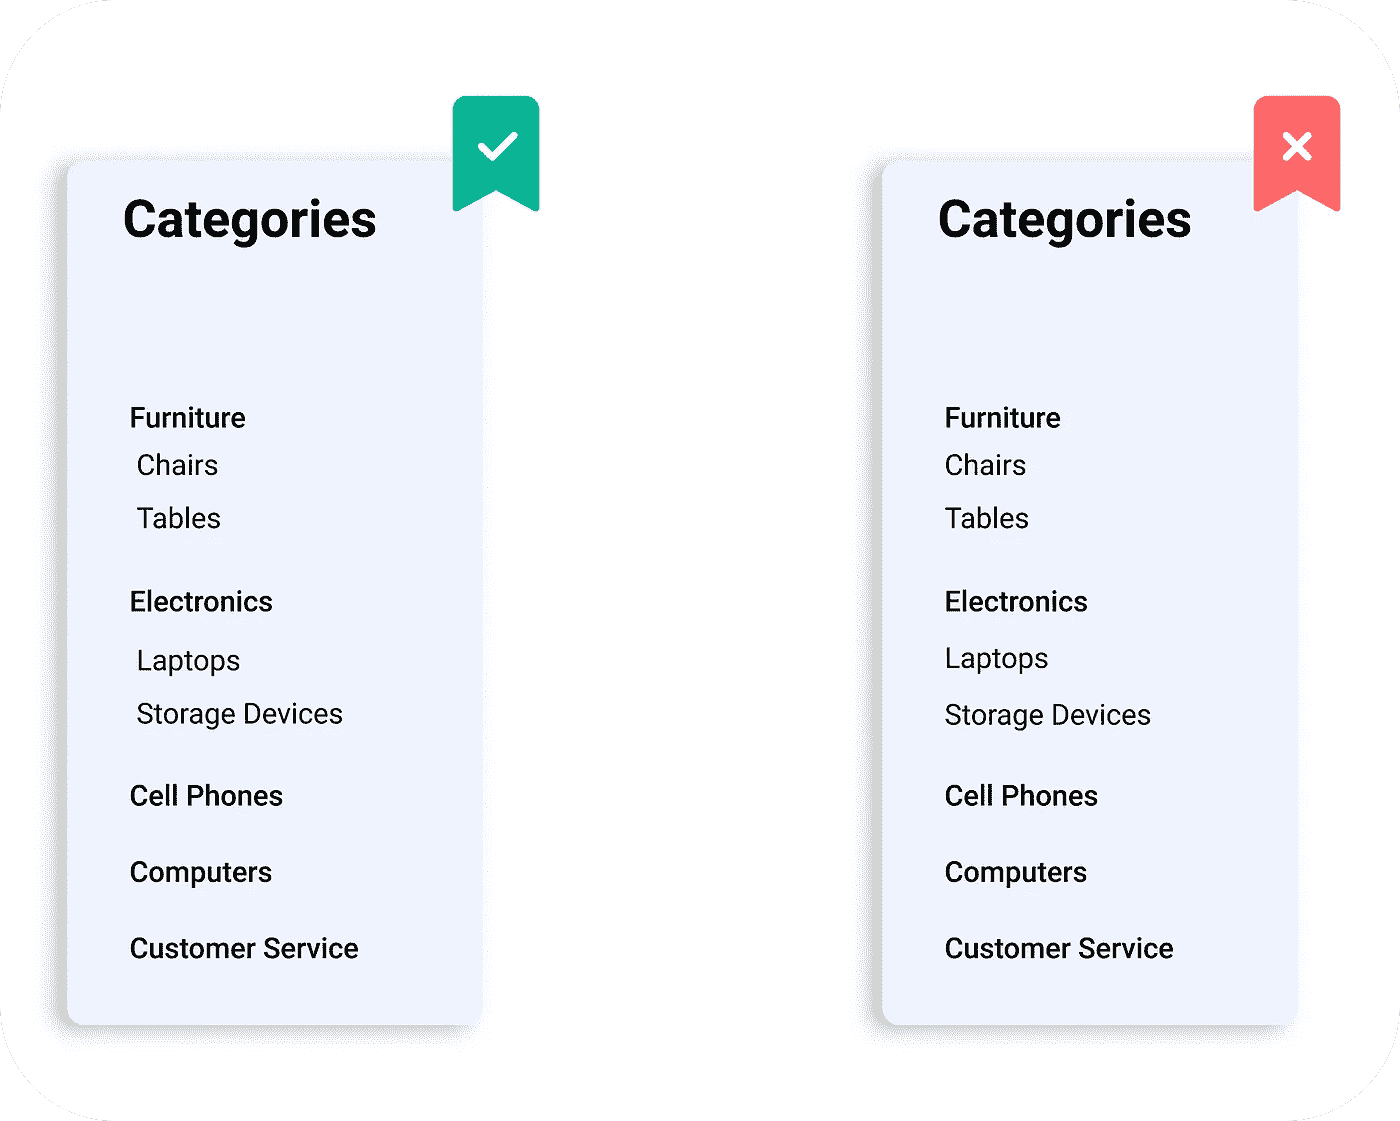 Categories
Furniture
Chairs
Tables
Electronics
Laptops
Storage Devices
Cell Phones
Computers
Customer Service
Categories
Furniture
Chairs
Tables
Electronics
Laptops
Storage Devices
Cell Phones
Computers
Customer Service